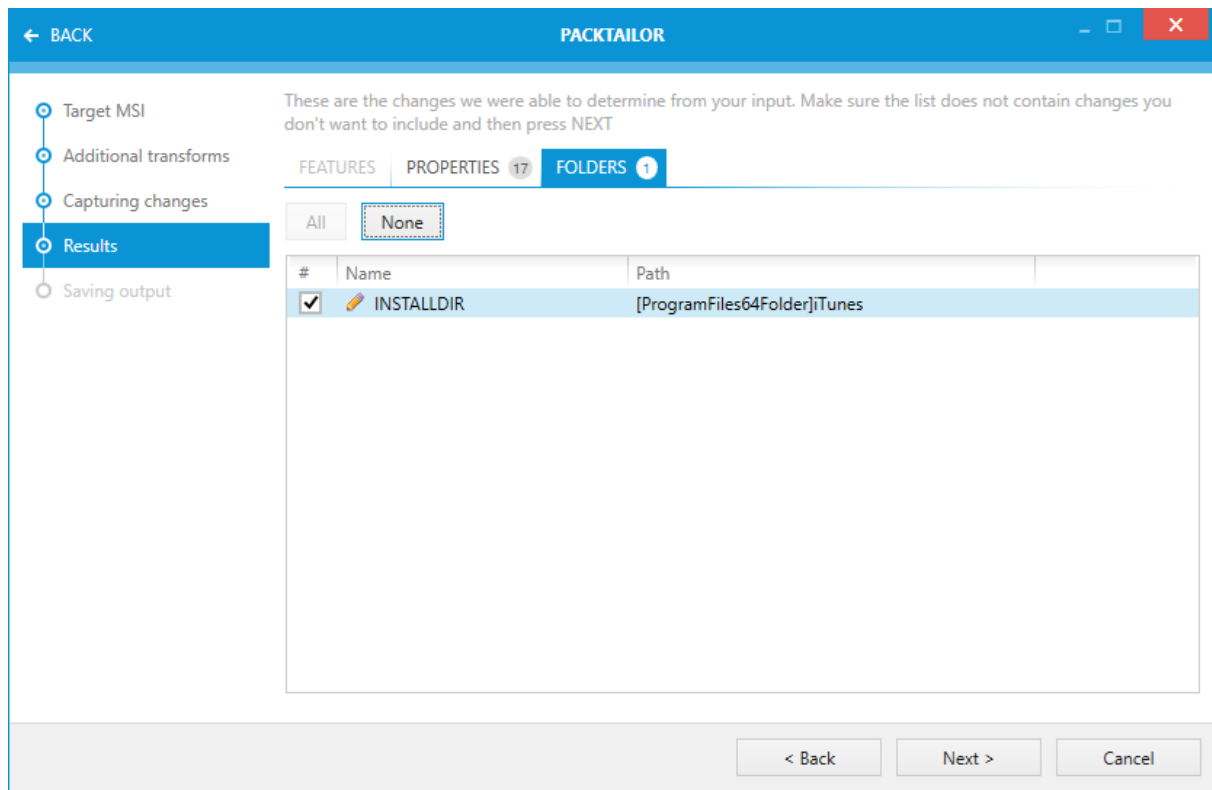 BACK
PACKTAILOR
Target MSI
Additional transforms
Capturing changes
Results
Saving output
These are the changes we were able to determine from your input. Make sure the list does not contain changes you
don't want to include and then press NEXT
FEATURES PROPERTIES 17 FOLDERS 1
All None
# Name Path
INSTALLDIR [ProgramFiles64Folder]iTunes
< Back Next > Cancel